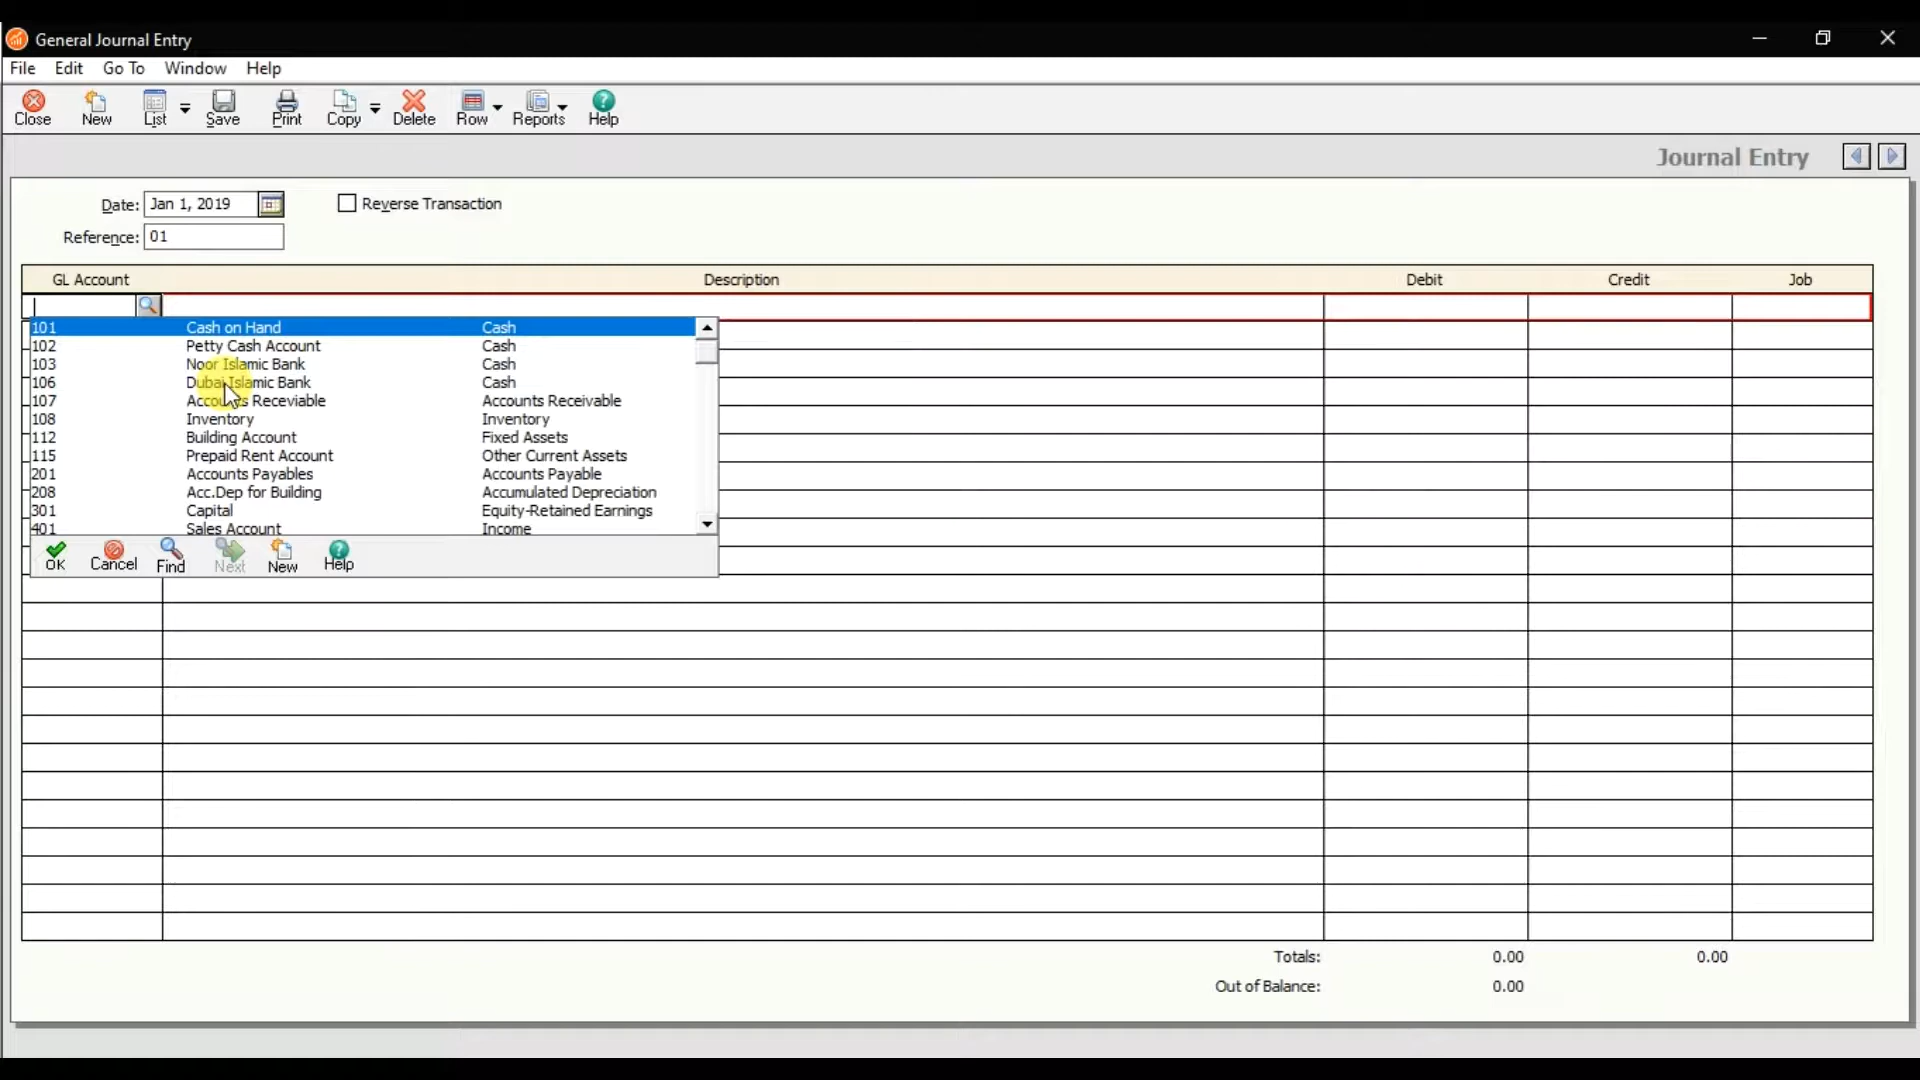 General Journal Entry
File Edit Go To Window Help
Close New List Save Print Copy Delete Row Reports Help
Journal Entry
Date: Jan 1, 2019 Reverse Transaction
Reference: 01
GL Account Description Debit Credit Job
101 Cash on Hand Cash
102 Petty Cash Account Cash
103 Noor Islamic Bank Cash
106 Dubai Islamic Bank Cash
107 Accounts Receviable Accounts Receivable
108 Inventory Inventory
112 Building Account Fixed Assets
115 Prepaid Rent Account Other Current Assets
201 Accounts Payables Accounts Payable
208 Acc.Dep for Building Accumulated Depreciation
301 Capital Equity-Retained Earnings
401 Sales Account Income
OK Cancel Find Next New Help
Totals: 0.00 0.00
Out of Balance: 0.00